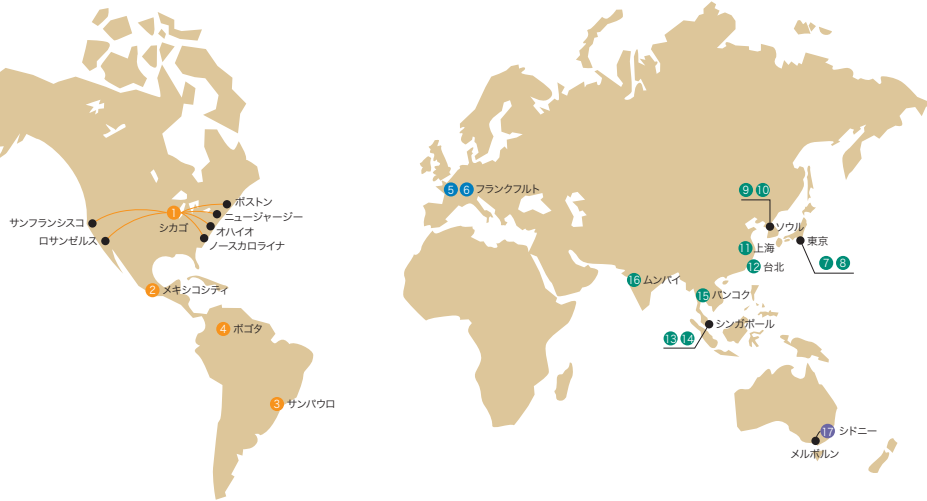 ボストン
1
ニュージャージー
サンフランシスコ
シカゴ
オハイオ
ロサンゼルス
ノースカロライナ
2 メキシコシティ
4 ボゴタ
3 サンパウロ
5 6 フランクフルト
9 10
ソウル
東京
11 上海
7 8
12 台北
16 ムンバイ
15 バンコク
シンガポール
13 14
17 シドニー
メルボルン